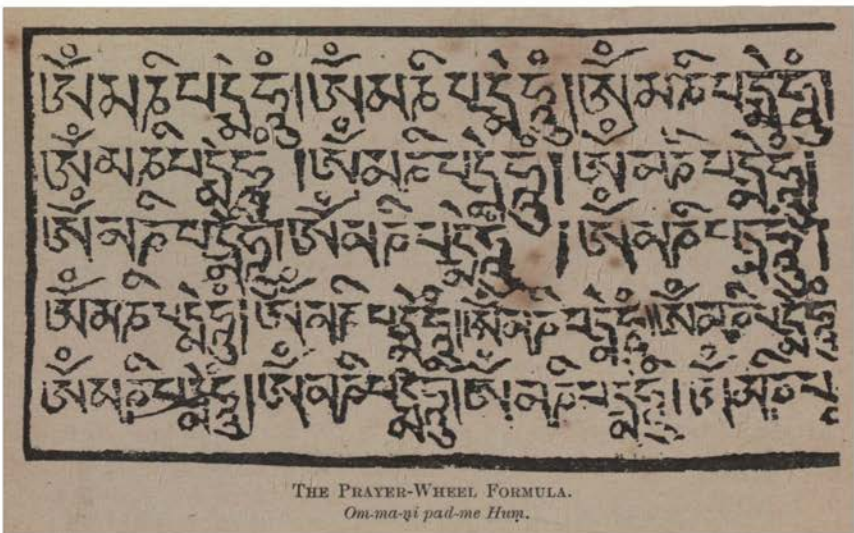 ཨོཾ་མ་ཎི་པདྨེ་ཧཱུྃ། ཨོཾ་མ་ཎི་པདྨེ་ཧཱུྃ། ཨོཾ་མ་ཎི་པདྨེ་ཧཱུྃ།
ཨོཾ་མ་ཎི་པདྨེ་ཧཱུྃ། ཨོཾ་མ་ཎི་པདྨེ་ཧཱུྃ། ཨོཾ་མ་ཎི་པདྨེ་ཧཱུྃ།
ཨོཾ་མ་ཎི་པདྨེ་ཧཱུྃ། ཨོཾ་མ་ཎི་པདྨེ་ཧཱུྃ། ཨོཾ་མ་ཎི་པདྨེ་ཧཱུྃ།
ཨོཾ་མ་ཎི་པདྨེ་ཧཱུྃ། ཨོཾ་མ་ཎི་པདྨེ་ཧཱུྃ། ཨོཾ་མ་ཎི་པདྨེ་ཧཱུྃ། ཨོཾ་མ་ཎི་པདྨེ་ཧཱུྃ
ཨོཾ་མ་ཎི་པདྨེ་ཧཱུྃ། ཨོཾ་མ་ཎི་པདྨེ་ཧཱུྃ། ཨོཾ་མ་ཎི་པདྨེ་ཧཱུྃ། ཨོཾ་མ་ཎི་པ
THE PRAYER-WHEEL FORMULA.
Om-ma-ṇi pad-me Huṃ.